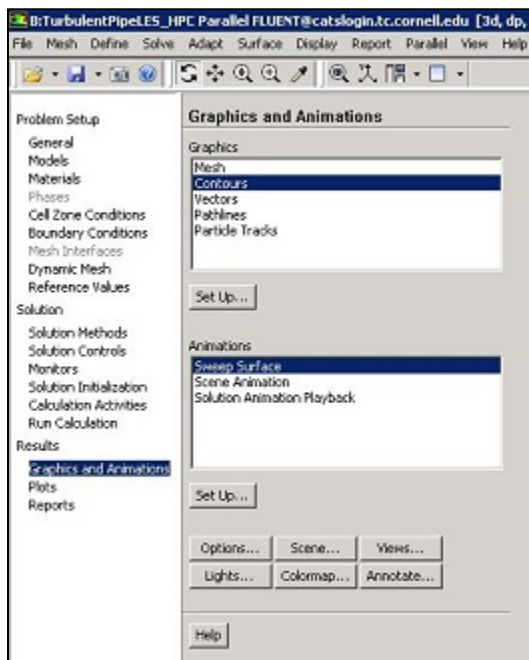 B:TurbulentPipeLES_HPC Parallel FLUENT@catslogin.tc.cornell.edu [3d, dp,
File Mesh Define Solve Adapt Surface Display Report Parallel View Help
Problem Setup
General
Models
Materials
Phases
Cell Zone Conditions
Boundary Conditions
Mesh Interfaces
Dynamic Mesh
Reference Values
Solution
Solution Methods
Solution Controls
Monitors
Solution Initialization
Calculation Activities
Run Calculation
Results
Graphics and Animations
Plots
Reports
Graphics and Animations
Graphics
Mesh
Contours
Vectors
Pathlines
Particle Tracks
Set Up...
Animations
Sweep Surface
Scene Animation
Solution Animation Playback
Set Up...
Options... Scene... Views...
Lights... Colormap... Annotate...
Help